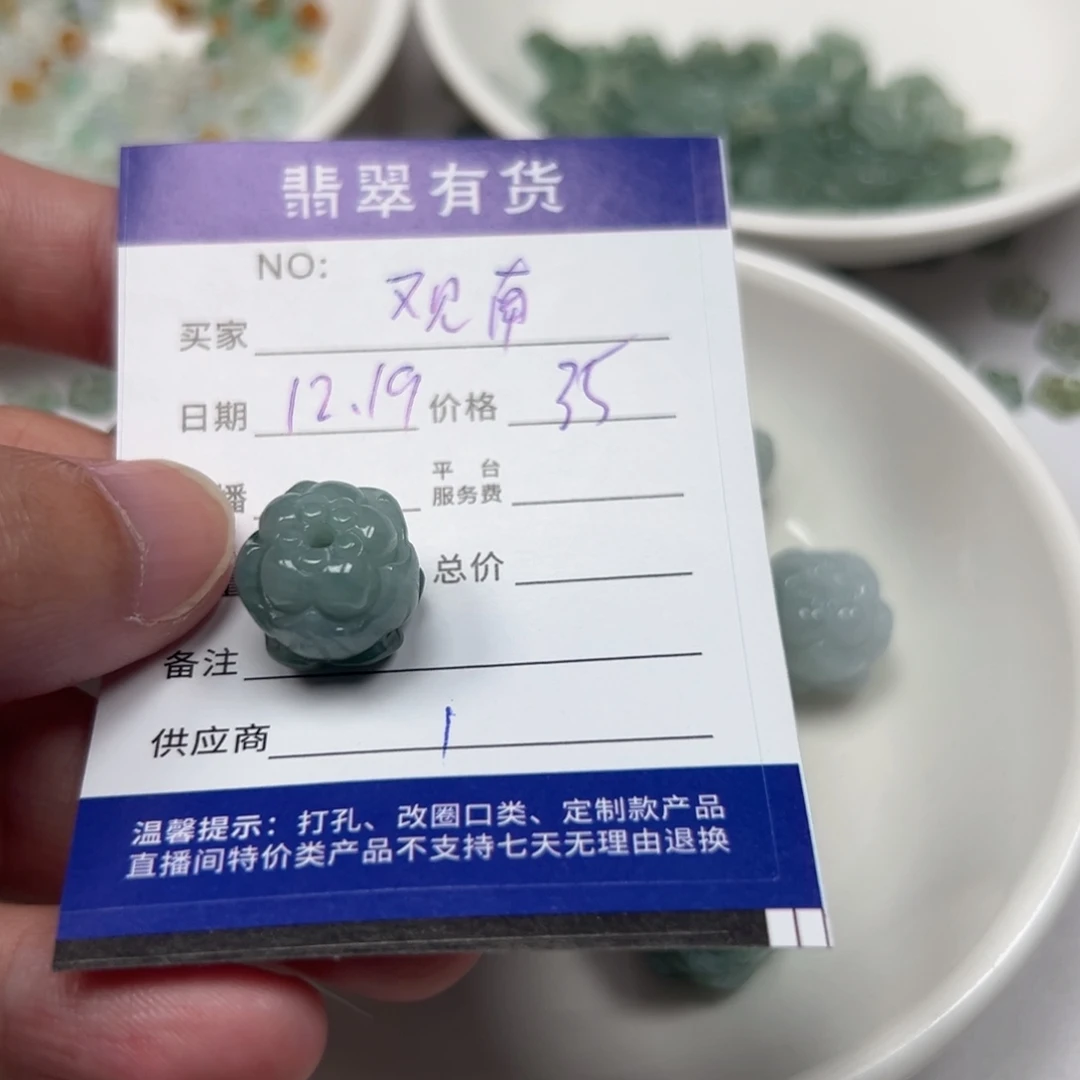 翡翠有货
NO:
买家 观南
日期 12.19 价格 35
播 平台服务费
总价
备注
供应商 1
温馨提示：打孔、改圈口类、定制款产品
直播间特价类产品不支持七天无理由退换